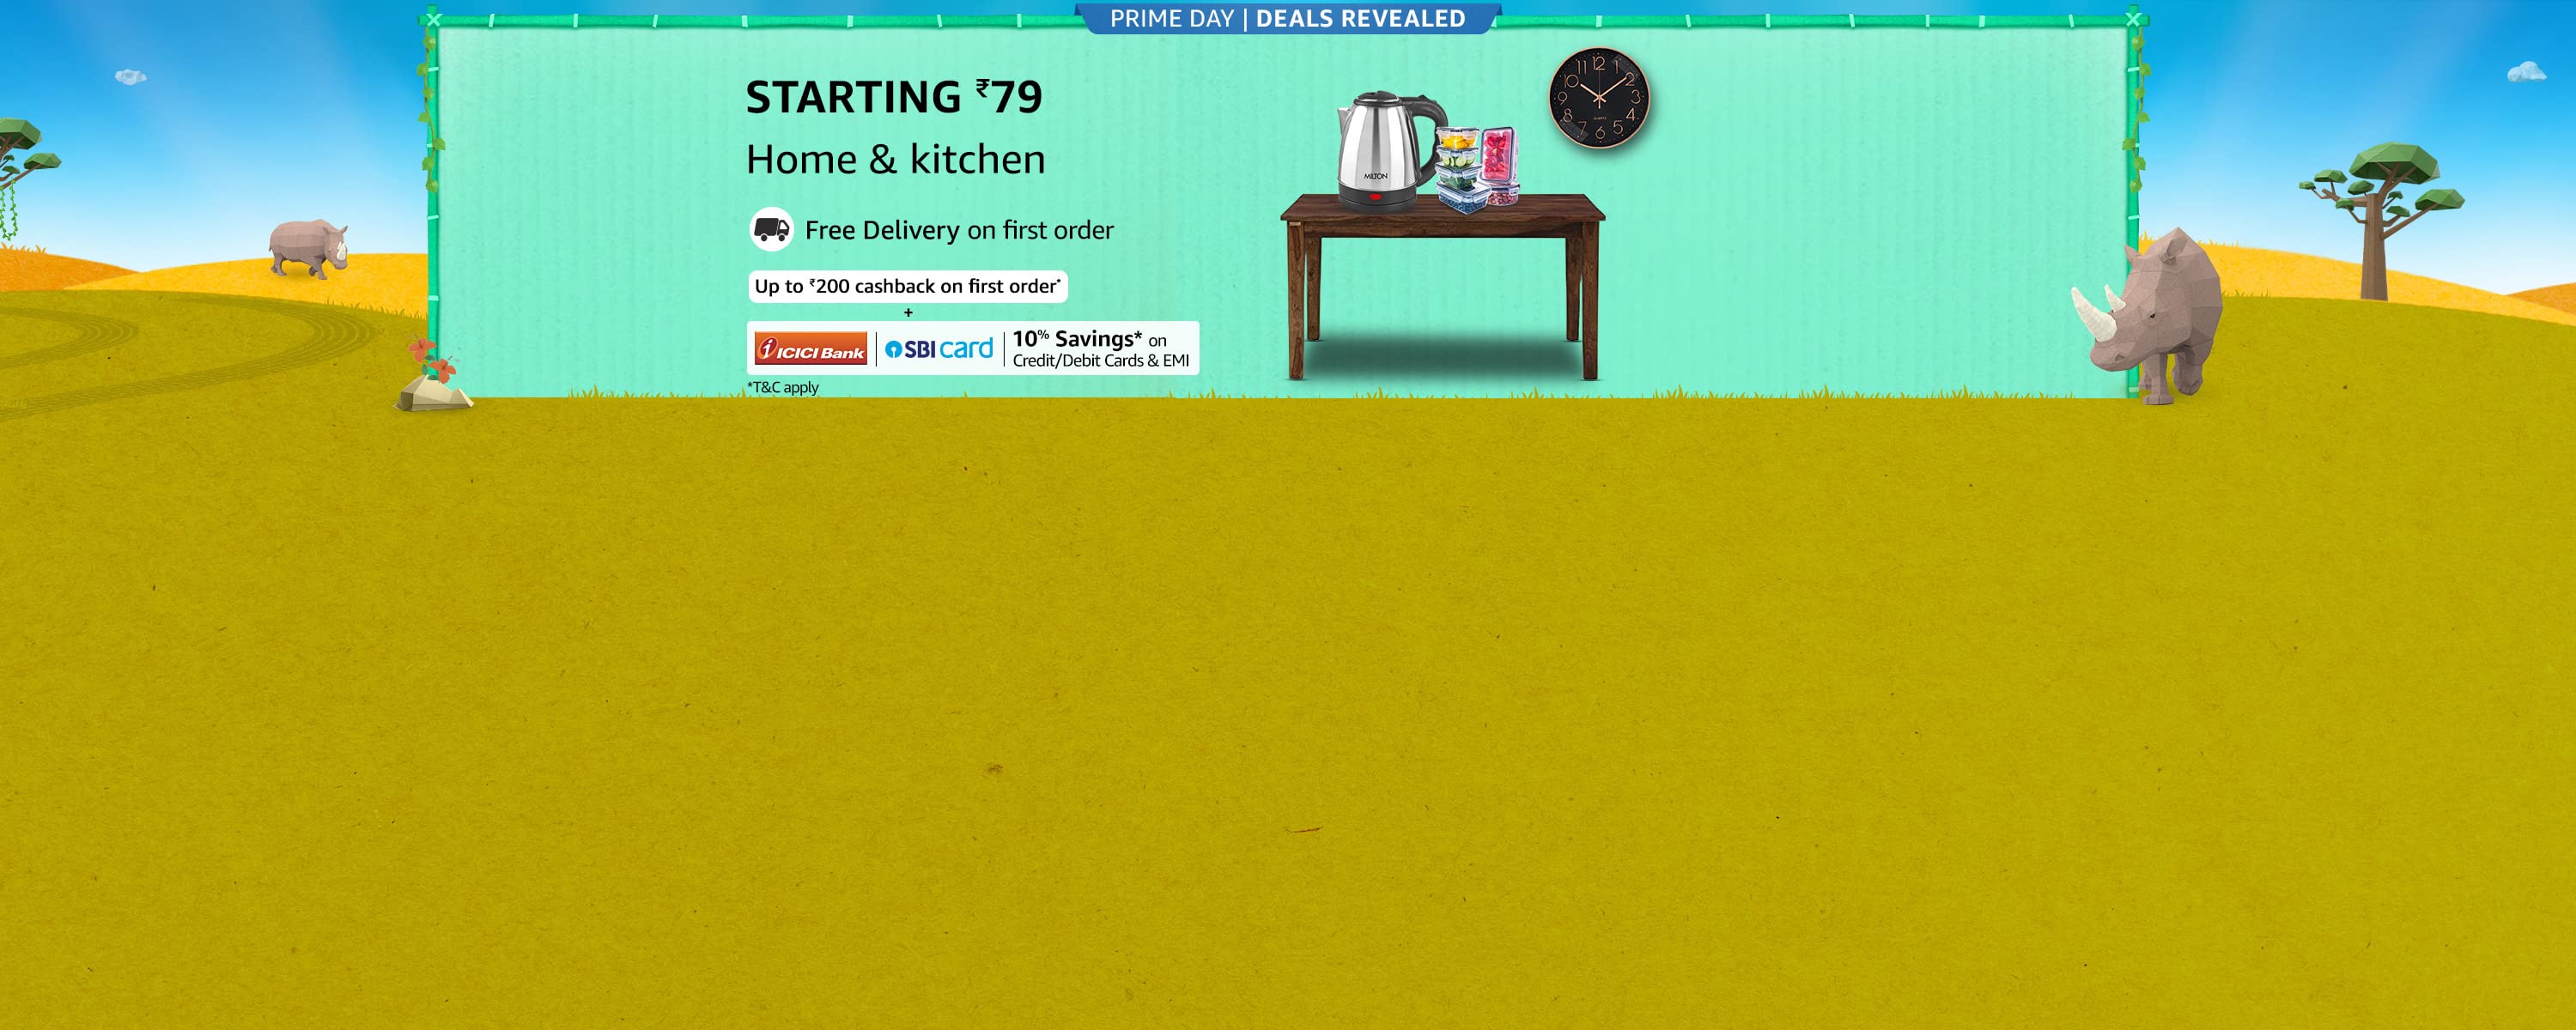 PRIME DAY | DEALS REVEALED
STARTING ₹79
Home & kitchen
Free Delivery on first order
Up to ₹200 cashback on first order*
+
ICICI Bank
SBI card
10% Savings* on
Credit/Debit Cards & EMI
*T&C apply
MILTON
12
1
2
3
4
5
6
7
8
9
10
11